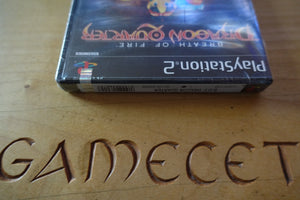 BREATH OF FIRE
DRAGON QUARTER
PlayStation 2
GAMECET